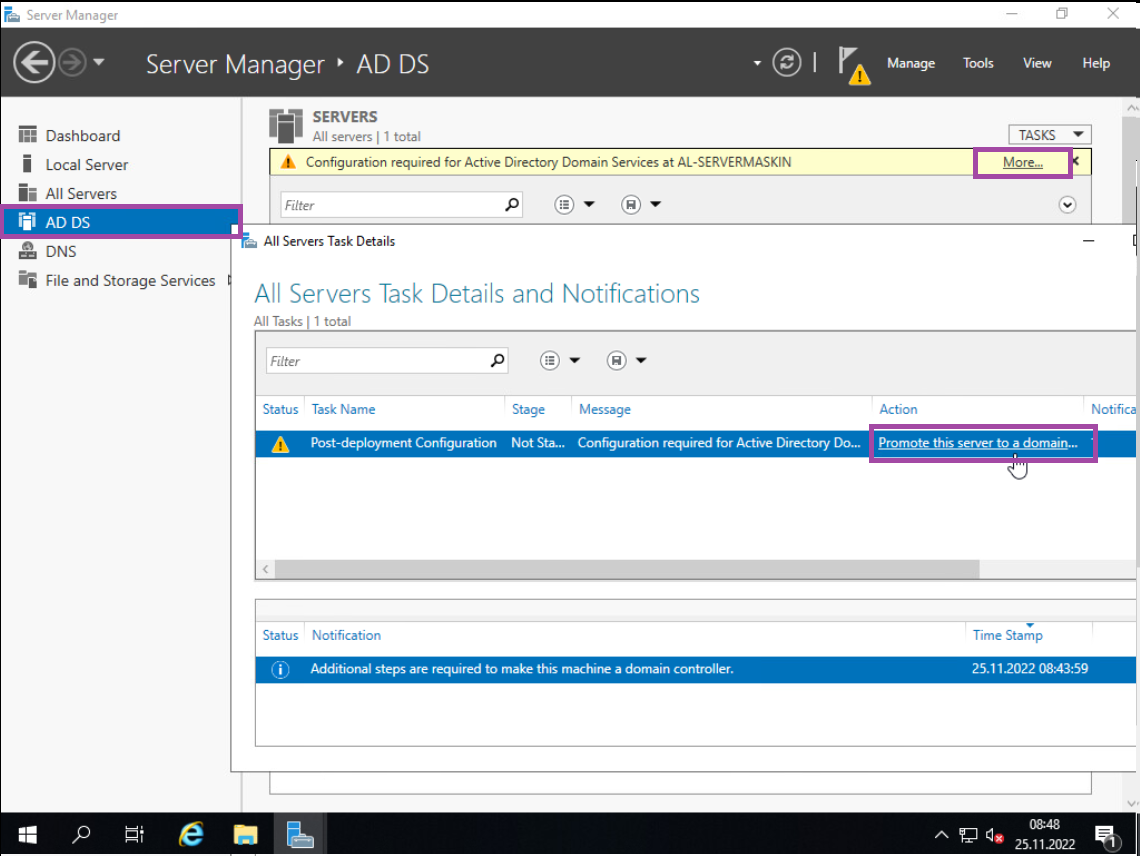 Server Manager
Server Manager ‣ AD DS
Manage Tools View Help
Dashboard
Local Server
All Servers
AD DS
DNS
File and Storage Services
SERVERS
All servers | 1 total
TASKS
Configuration required for Active Directory Domain Services at AL-SERVERMASKIN
More...
Filter
All Servers Task Details
All Servers Task Details and Notifications
All Tasks | 1 total
Filter
Status Task Name Stage Message Action Notifica
Post-deployment Configuration Not Sta... Configuration required for Active Directory Do... Promote this server to a domain...
Status Notification Time Stamp
Additional steps are required to make this machine a domain controller. 25.11.2022 08:43:59
08:48
25.11.2022
1